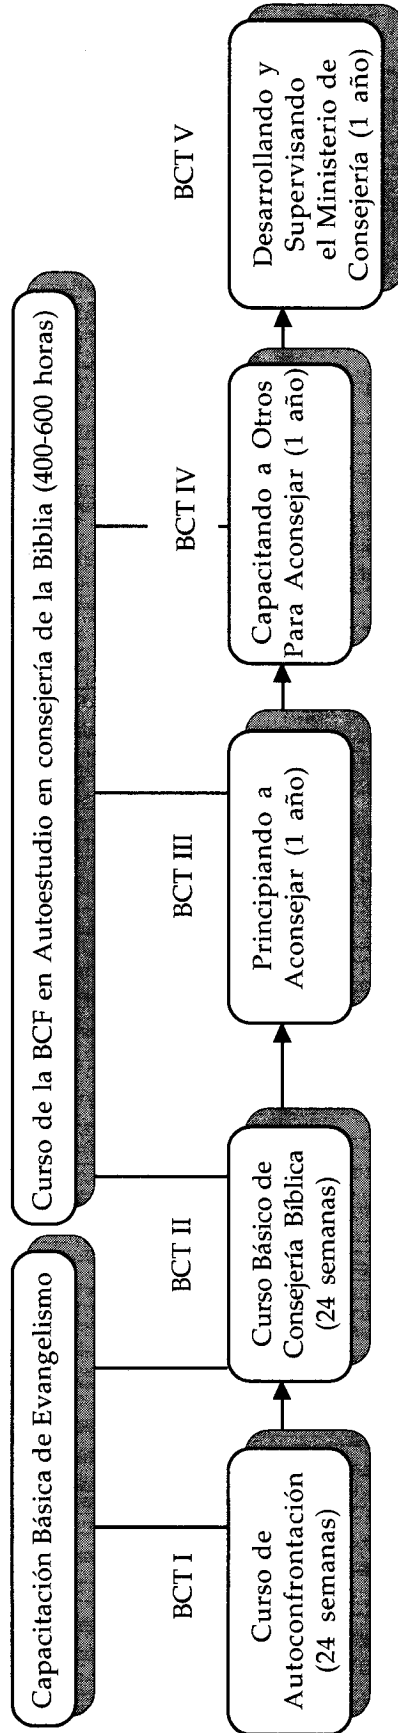 Capacitación Básica de Evangelismo
Curso de la BCF en Autoestudio en consejería de la Biblia (400-600 horas)
BCT I
BCT II
BCT III
BCT IV
BCT V
Curso de
Autoconfrontación
(24 semanas)
Curso Básico de
Consejería Bíblica
(24 semanas)
Principiando a
Aconsejar (1 año)
Capacitando a Otros
Para Aconsejar (1 año)
Desarrollando y
Supervisando
el Ministerio de
Consejería (1 año)